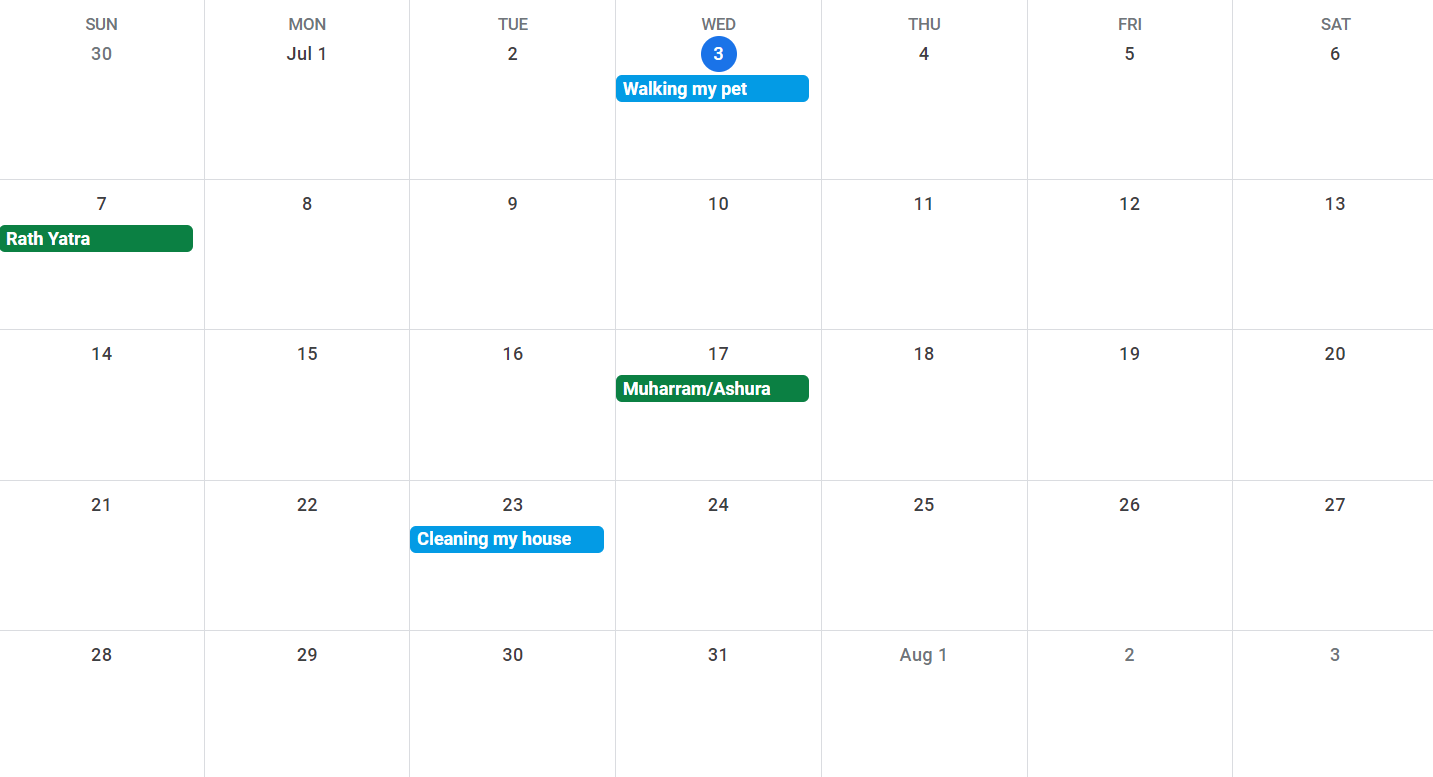 SUN MON TUE WED THU FRI SAT
30 Jul 1 2 3 4 5 6
Walking my pet
7 8 9 10 11 12 13
Rath Yatra
14 15 16 17 18 19 20
Muharram/Ashura
21 22 23 24 25 26 27
Cleaning my house
28 29 30 31 Aug 1 2 3